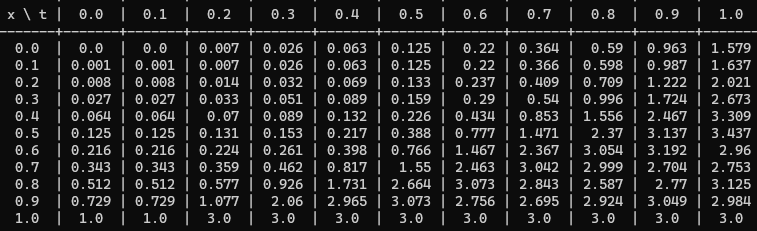 x \ t | 0.0 | 0.1 | 0.2 | 0.3 | 0.4 | 0.5 | 0.6 | 0.7 | 0.8 | 0.9 | 1.0
0.0 | 0.0 | 0.0 | 0.007 | 0.026 | 0.063 | 0.125 | 0.22 | 0.364 | 0.59 | 0.963 | 1.579
0.1 | 0.001 | 0.001 | 0.007 | 0.026 | 0.063 | 0.125 | 0.22 | 0.366 | 0.598 | 0.987 | 1.637
0.2 | 0.008 | 0.008 | 0.014 | 0.032 | 0.069 | 0.133 | 0.237 | 0.409 | 0.709 | 1.222 | 2.021
0.3 | 0.027 | 0.027 | 0.033 | 0.051 | 0.089 | 0.159 | 0.29 | 0.54 | 0.996 | 1.724 | 2.673
0.4 | 0.064 | 0.064 | 0.07 | 0.089 | 0.132 | 0.226 | 0.434 | 0.853 | 1.556 | 2.467 | 3.309
0.5 | 0.125 | 0.125 | 0.131 | 0.153 | 0.217 | 0.388 | 0.777 | 1.471 | 2.37 | 3.137 | 3.437
0.6 | 0.216 | 0.216 | 0.224 | 0.261 | 0.398 | 0.766 | 1.467 | 2.367 | 3.054 | 3.192 | 2.96
0.7 | 0.343 | 0.343 | 0.359 | 0.462 | 0.817 | 1.55 | 2.463 | 3.042 | 2.999 | 2.704 | 2.753
0.8 | 0.512 | 0.512 | 0.577 | 0.926 | 1.731 | 2.664 | 3.073 | 2.843 | 2.587 | 2.77 | 3.125
0.9 | 0.729 | 0.729 | 1.077 | 2.06 | 2.965 | 3.073 | 2.756 | 2.695 | 2.924 | 3.049 | 2.984
1.0 | 1.0 | 1.0 | 3.0 | 3.0 | 3.0 | 3.0 | 3.0 | 3.0 | 3.0 | 3.0 | 3.0